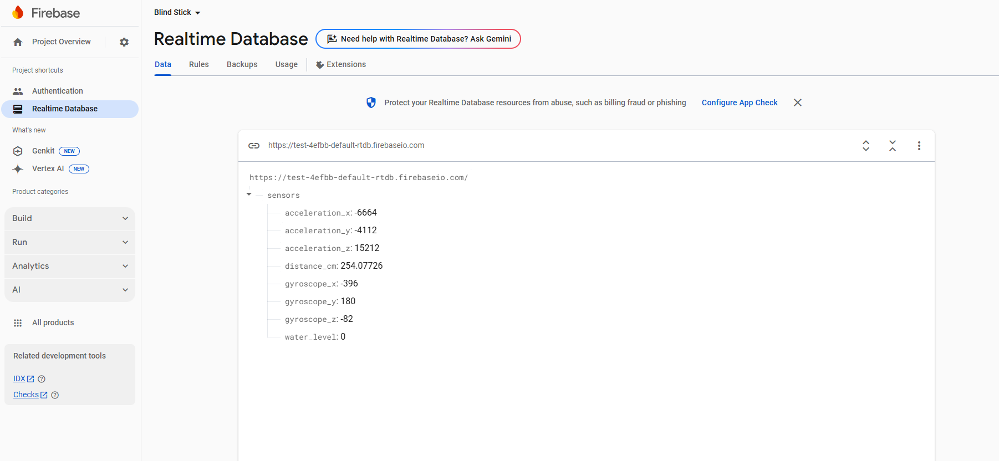 Firebase
Project Overview
Project shortcuts
Authentication
Realtime Database
What's new
Genkit NEW
Vertex AI NEW
Product categories
Build
Run
Analytics
AI
All products
Related development tools
IDX
Checks
Blind Stick
Realtime Database
Need help with Realtime Database? Ask Gemini
Data Rules Backups Usage Extensions
Protect your Realtime Database resources from abuse, such as billing fraud or phishing Configure App Check
https://test-4efbb-default-rtdb.firebaseio.com
https://test-4efbb-default-rtdb.firebaseio.com/
sensors
acceleration_x: -6664
acceleration_y: -4112
acceleration_z: 15212
distance_cm: 254.07726
gyroscope_x: -396
gyroscope_y: 180
gyroscope_z: -82
water_level: 0